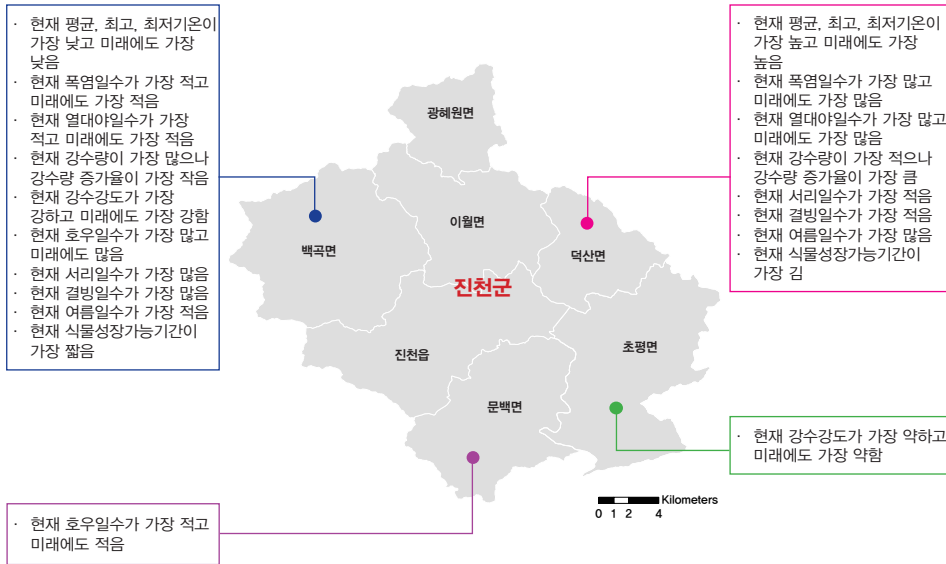 · 현재 평균, 최고, 최저기온이
가장 낮고 미래에도 가장
낮음
· 현재 폭염일수가 가장 적고
미래에도 가장 적음
· 현재 열대야일수가 가장
적고 미래에도 가장 적음
· 현재 강수량이 가장 많으나
강수량 증가율이 가장 작음
· 현재 강수강도가 가장
강하고 미래에도 가장 강함
· 현재 호우일수가 가장 많고
미래에도 많음
· 현재 서리일수가 가장 많음
· 현재 결빙일수가 가장 많음
· 현재 여름일수가 가장 적음
· 현재 식물성장가능기간이
가장 짧음
· 현재 평균, 최고, 최저기온이
가장 높고 미래에도 가장
높음
· 현재 폭염일수가 가장 많고
미래에도 가장 많음
· 현재 열대야일수가 가장 많고
미래에도 가장 많음
· 현재 강수량이 가장 적으나
강수량 증가율이 가장 큼
· 현재 서리일수가 가장 적음
· 현재 결빙일수가 가장 적음
· 현재 여름일수가 가장 많음
· 현재 식물성장가능기간이
가장 김
광혜원면
이월면
백곡면
덕산면
진천군
초평면
진천읍
문백면
· 현재 강수강도가 가장 약하고
미래에도 가장 약함
Kilometers
0 1 2 4
· 현재 호우일수가 가장 적고
미래에도 적음